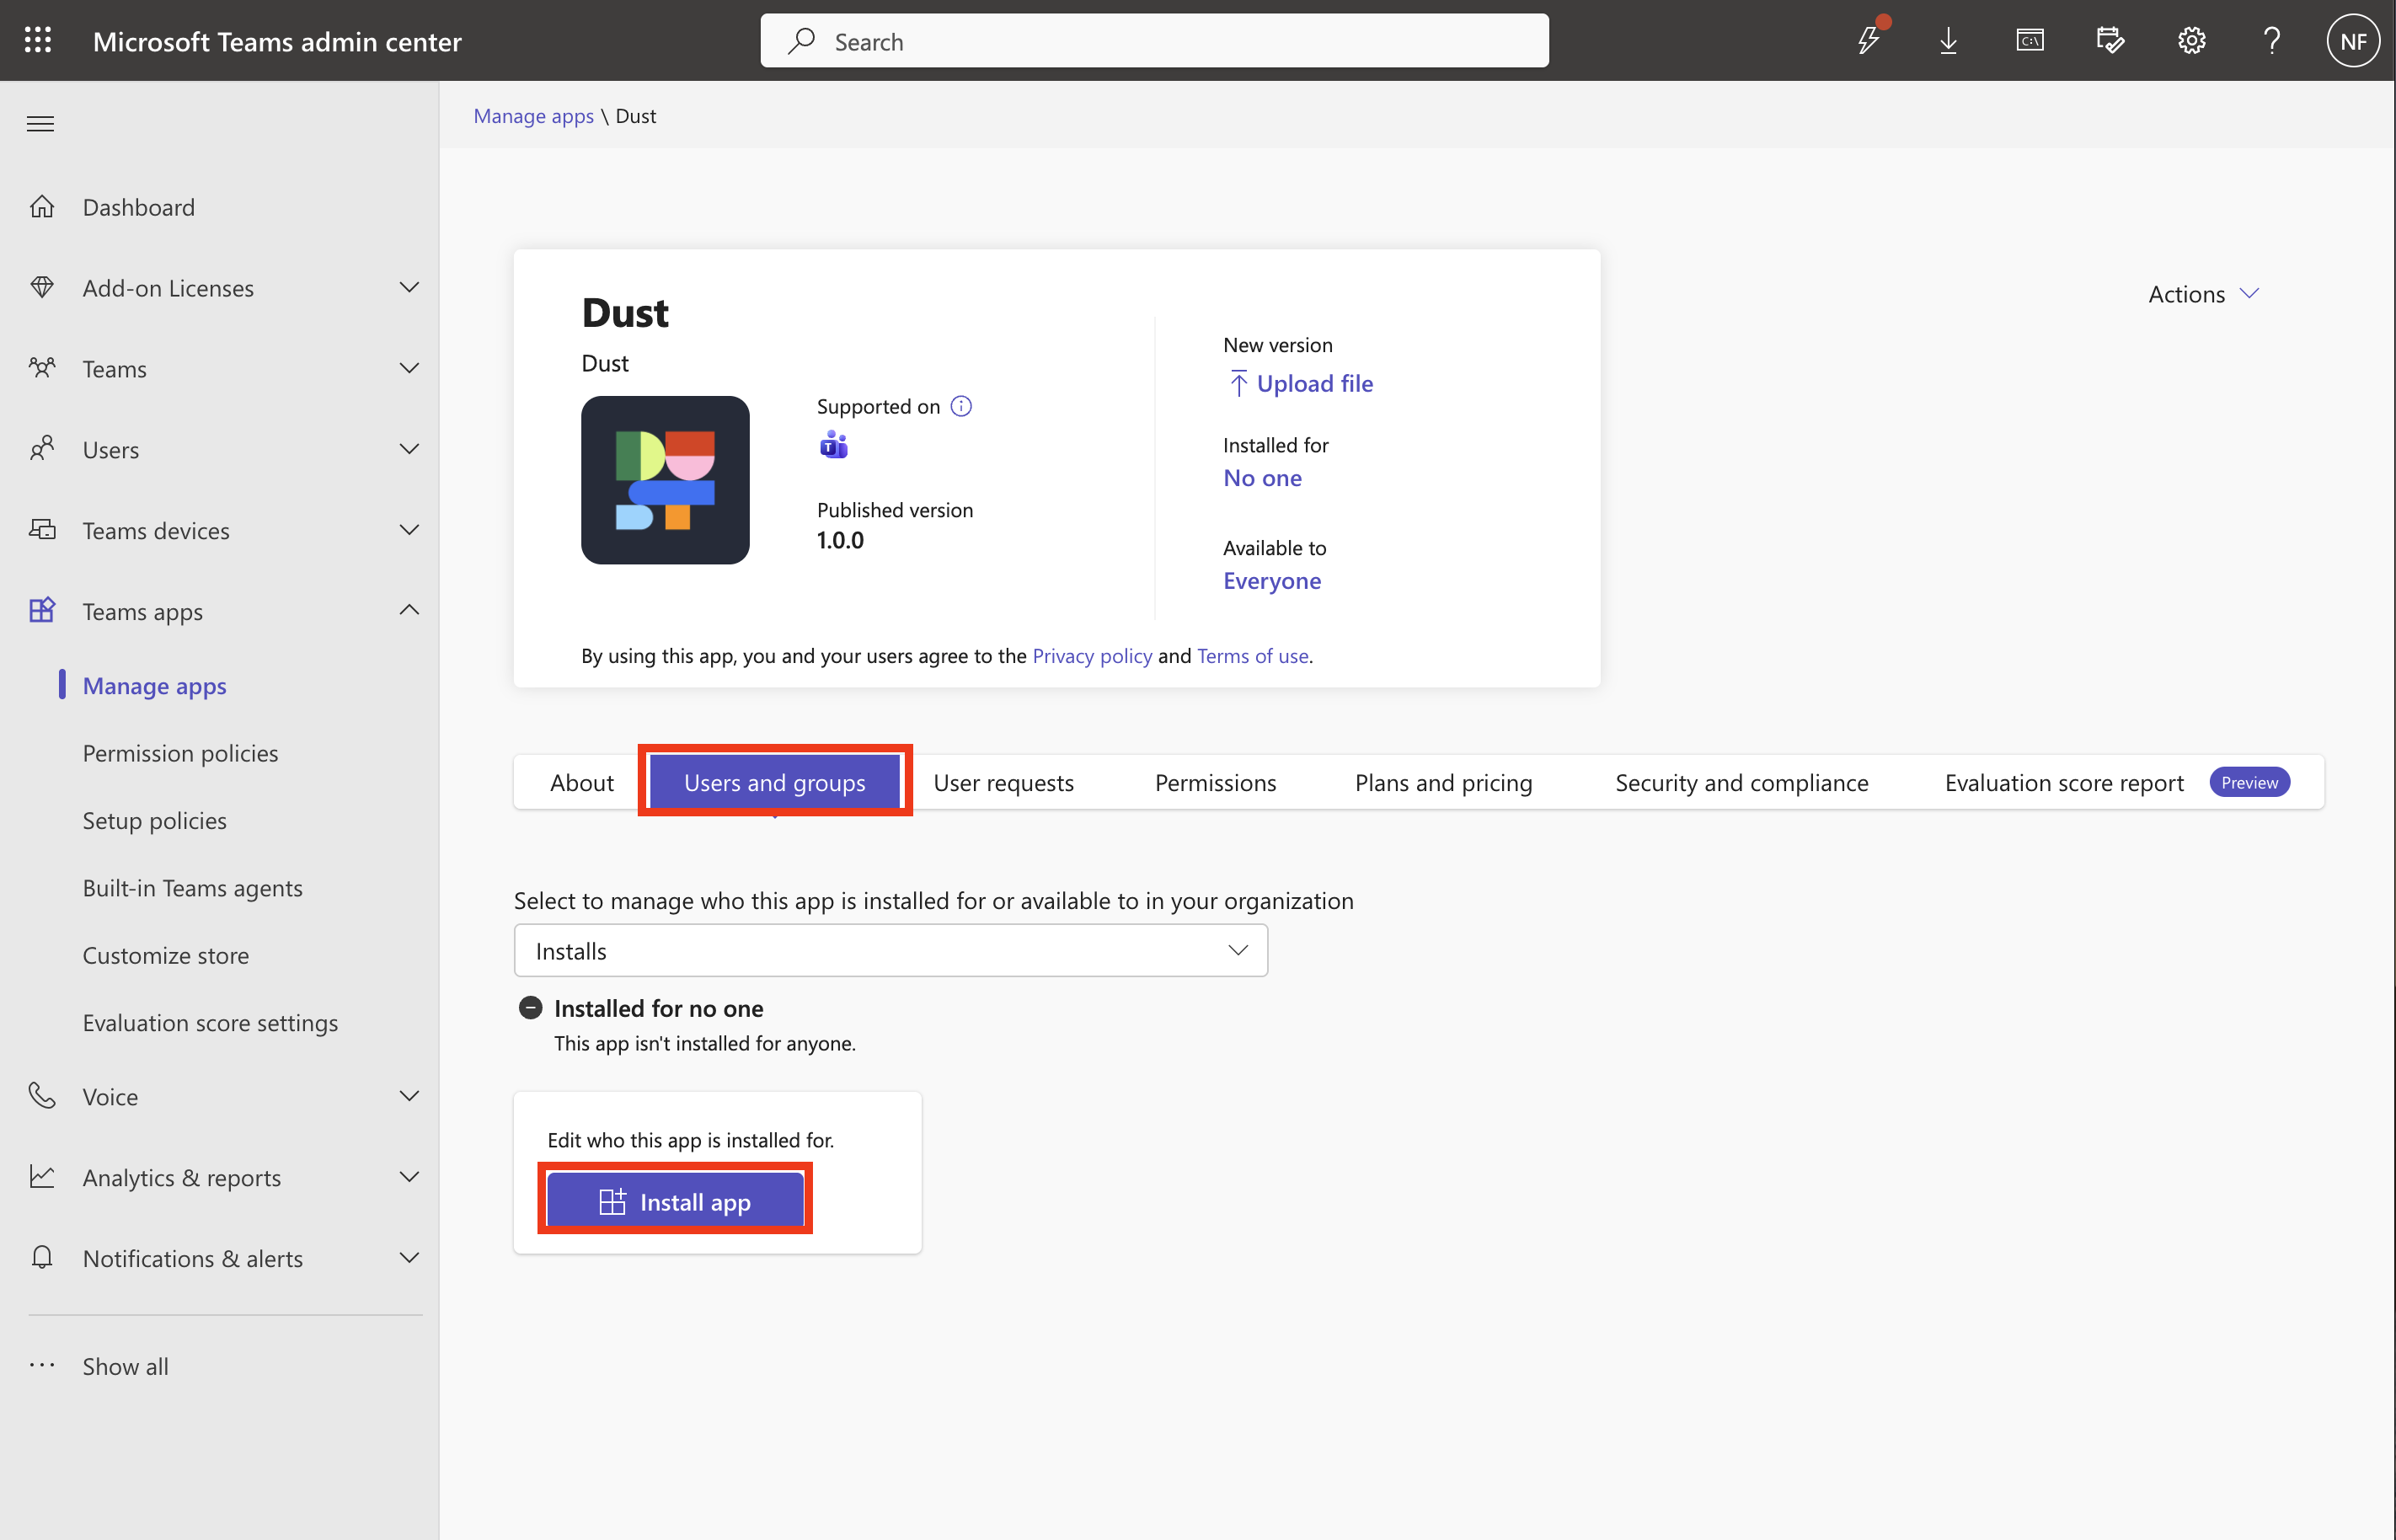 Microsoft Teams admin center
Search
C:\
NF
Manage apps \ Dust
Dashboard
Add-on Licenses
Teams
Users
Teams devices
Teams apps
Manage apps
Permission policies
Setup policies
Built-in Teams agents
Customize store
Evaluation score settings
Voice
Analytics & reports
Notifications & alerts
Show all
Dust
Dust
DUST
Supported on
T
Published version
1.0.0
New version
Upload file
Installed for
No one
Available to
Everyone
By using this app, you and your users agree to the Privacy policy and Terms of use.
Actions
About
Users and groups
User requests
Permissions
Plans and pricing
Security and compliance
Evaluation score report
Preview
Select to manage who this app is installed for or available to in your organization
Installs
Installed for no one
This app isn't installed for anyone.
Edit who this app is installed for.
Install app